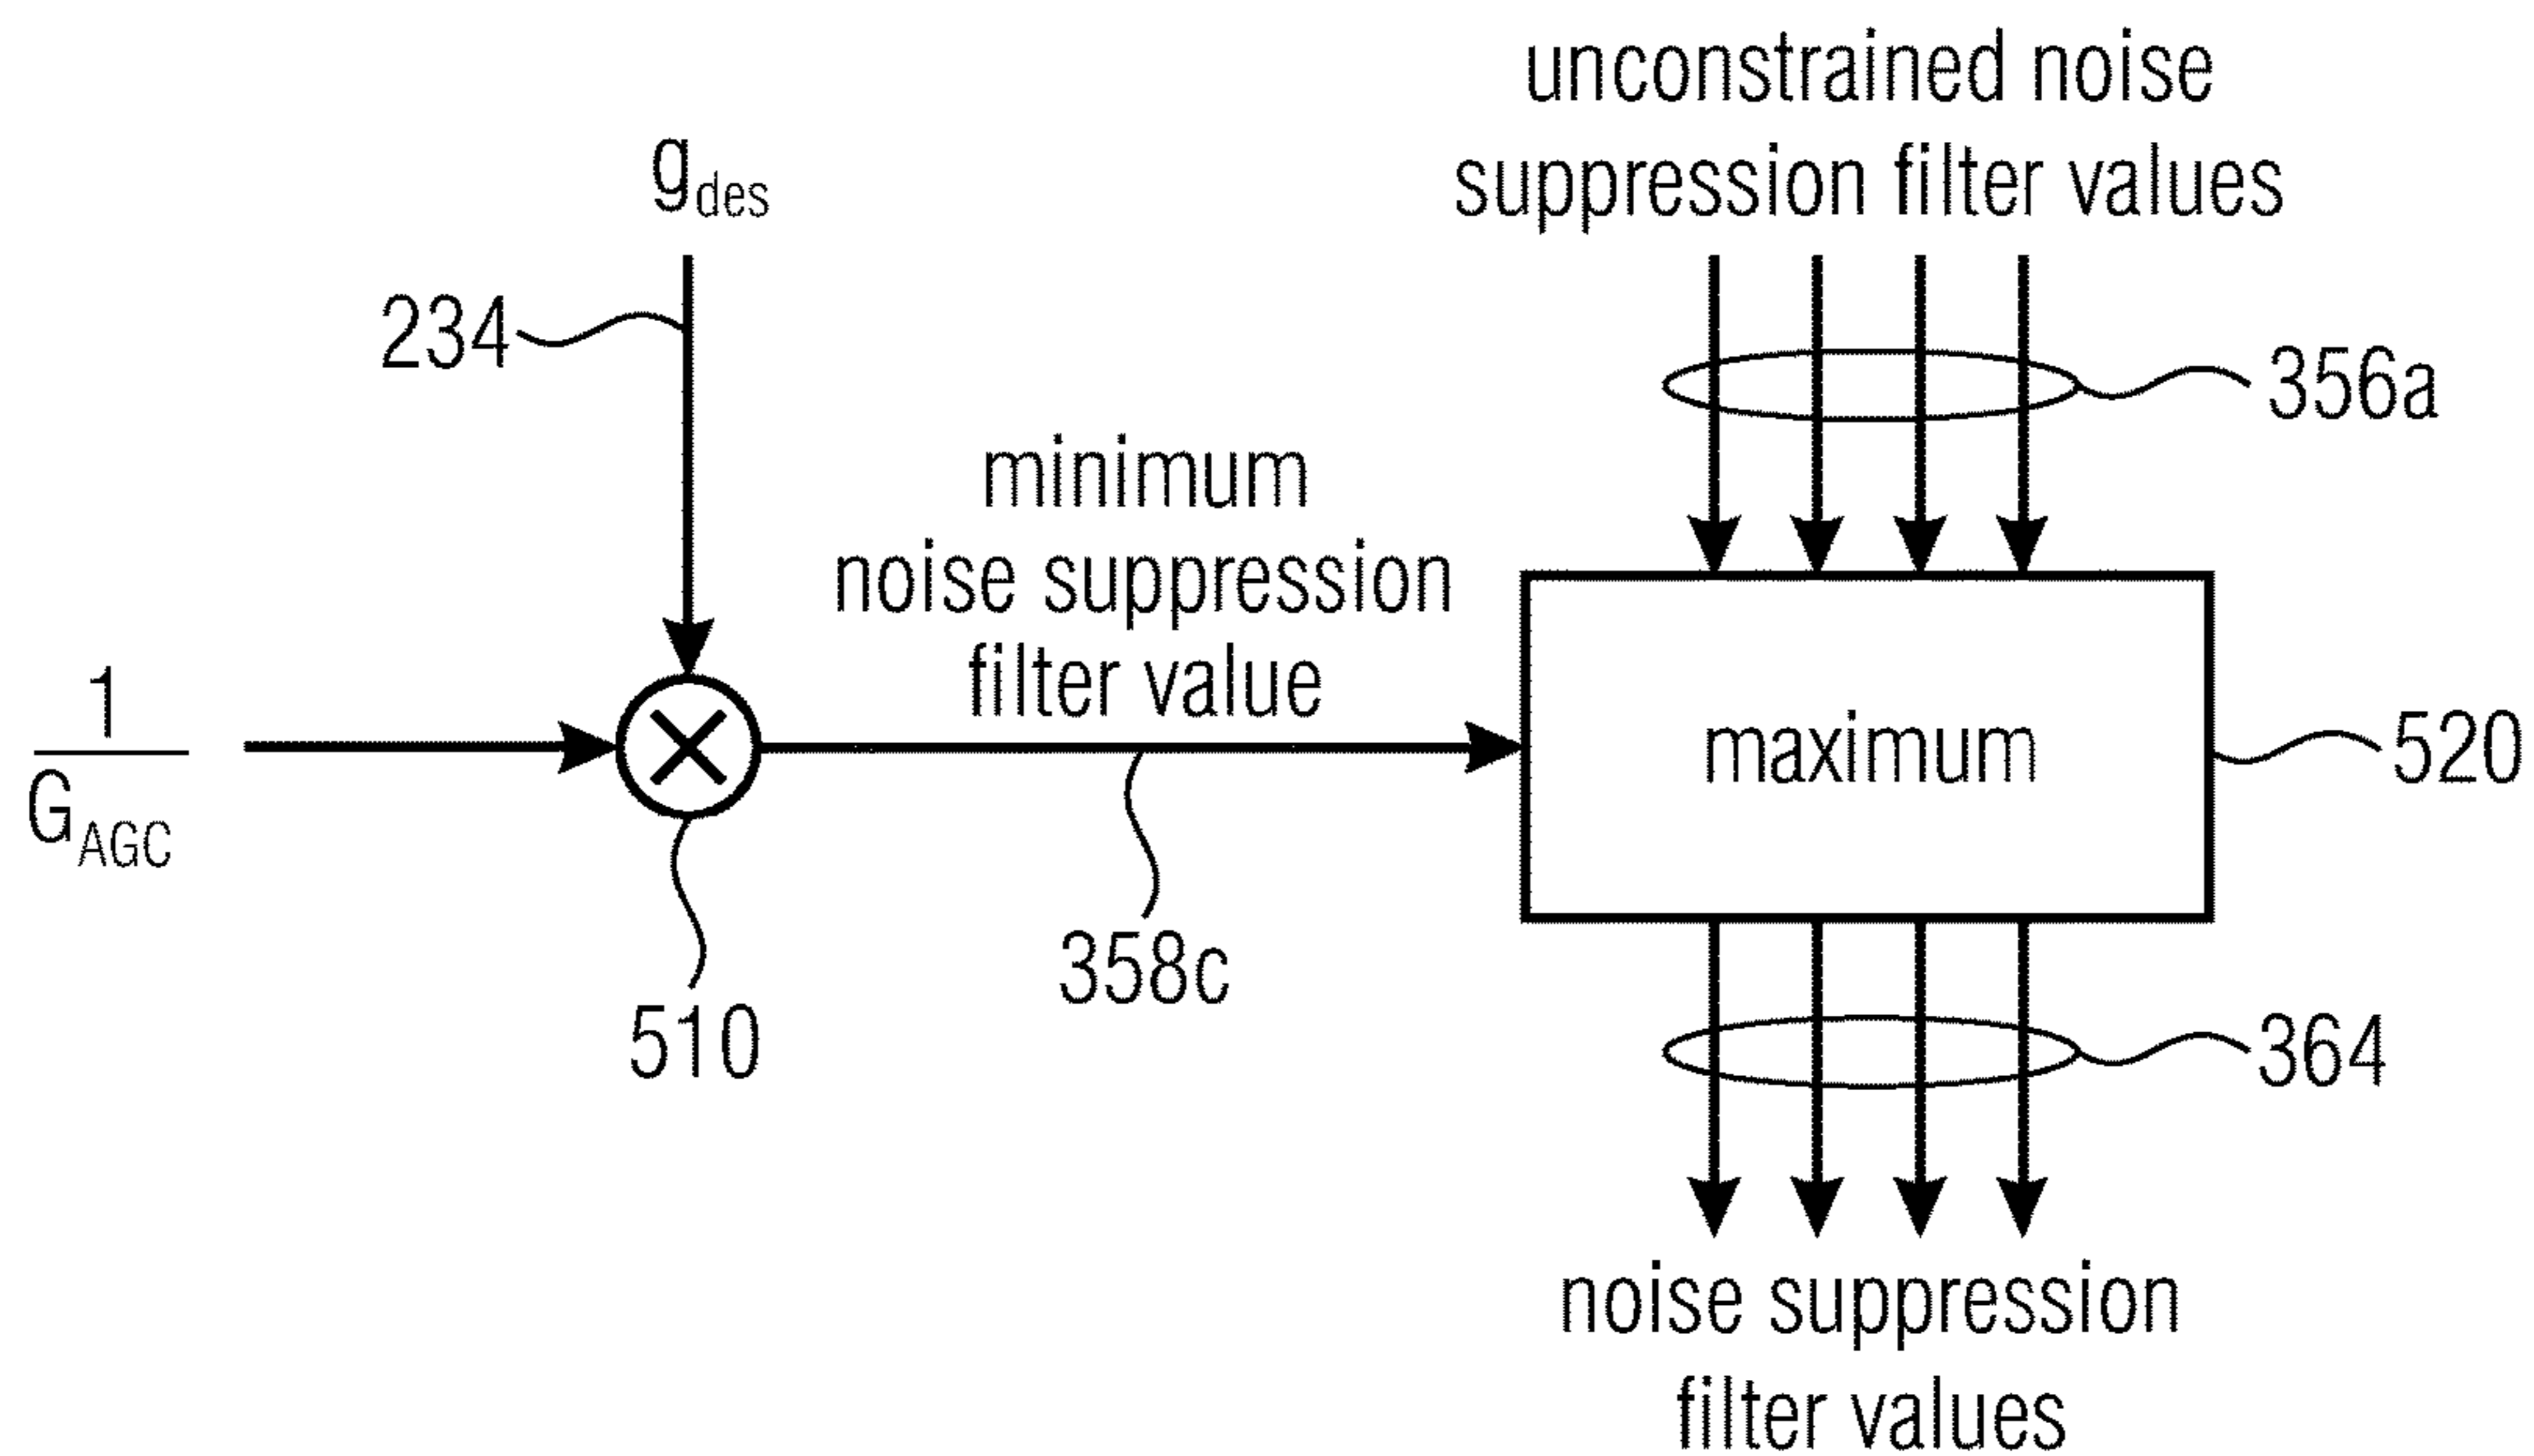 unconstrained noise
suppression filter values
g_des
234
356a
minimum
noise suppression
filter value
1
G_AGC
maximum
520
358c
510
364
noise suppression
filter values